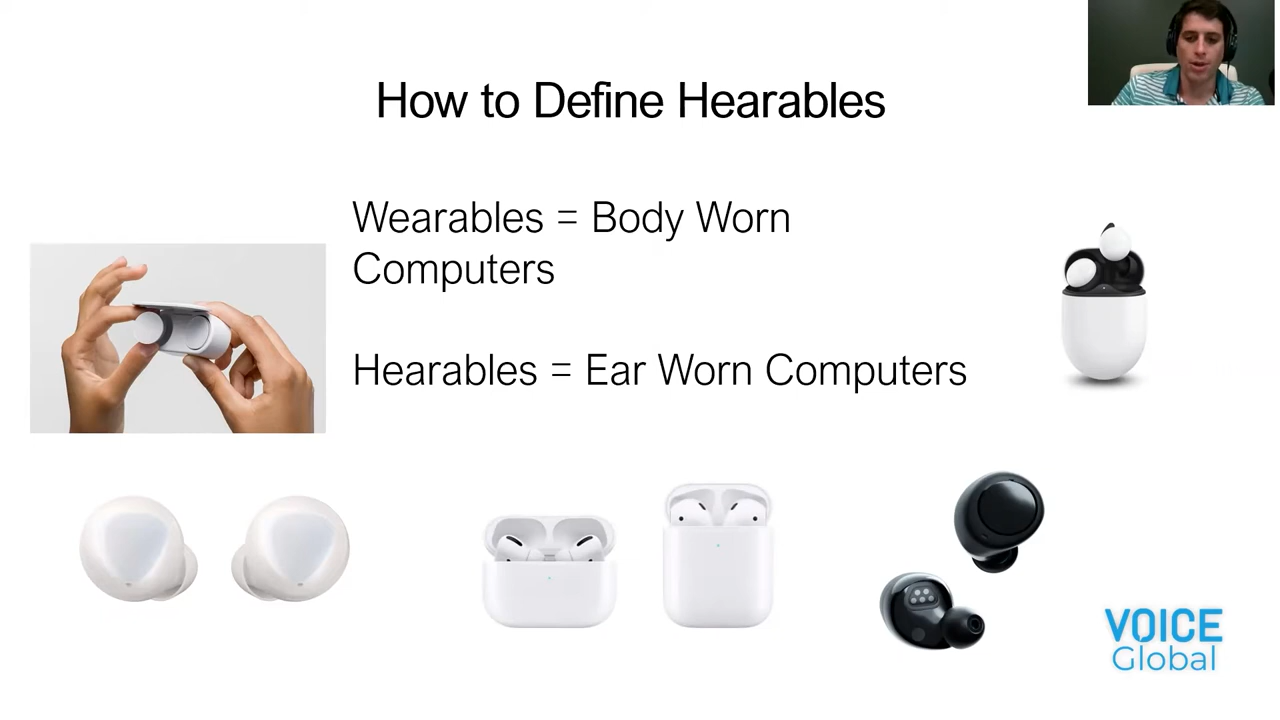 How to Define Hearables
Wearables = Body Worn
Computers
Hearables = Ear Worn Computers
VOICE
Global